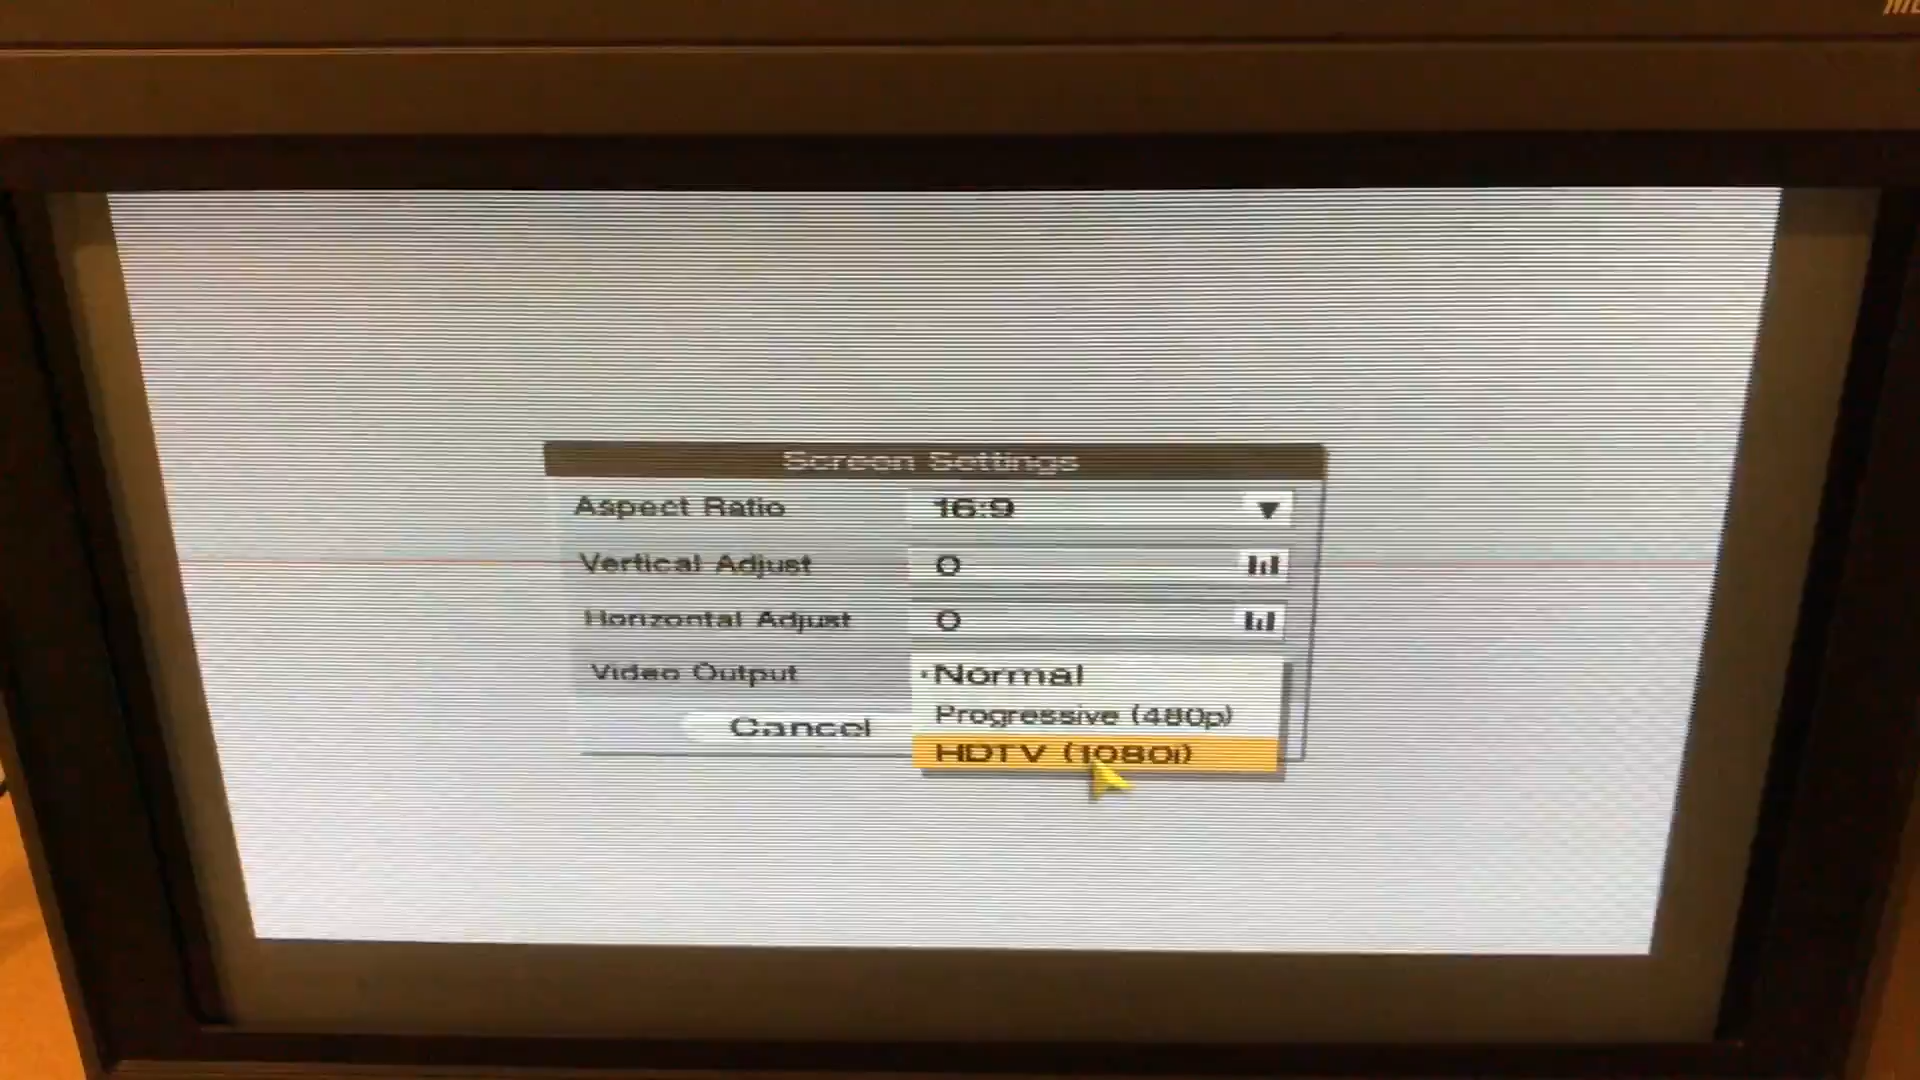 Screen Settings
Aspect Ratio 16:9
Vertical Adjust 0
Horizontal Adjust 0
Video Output ·Normal
Progressive (480p)
Cancel
HDTV (1080i)